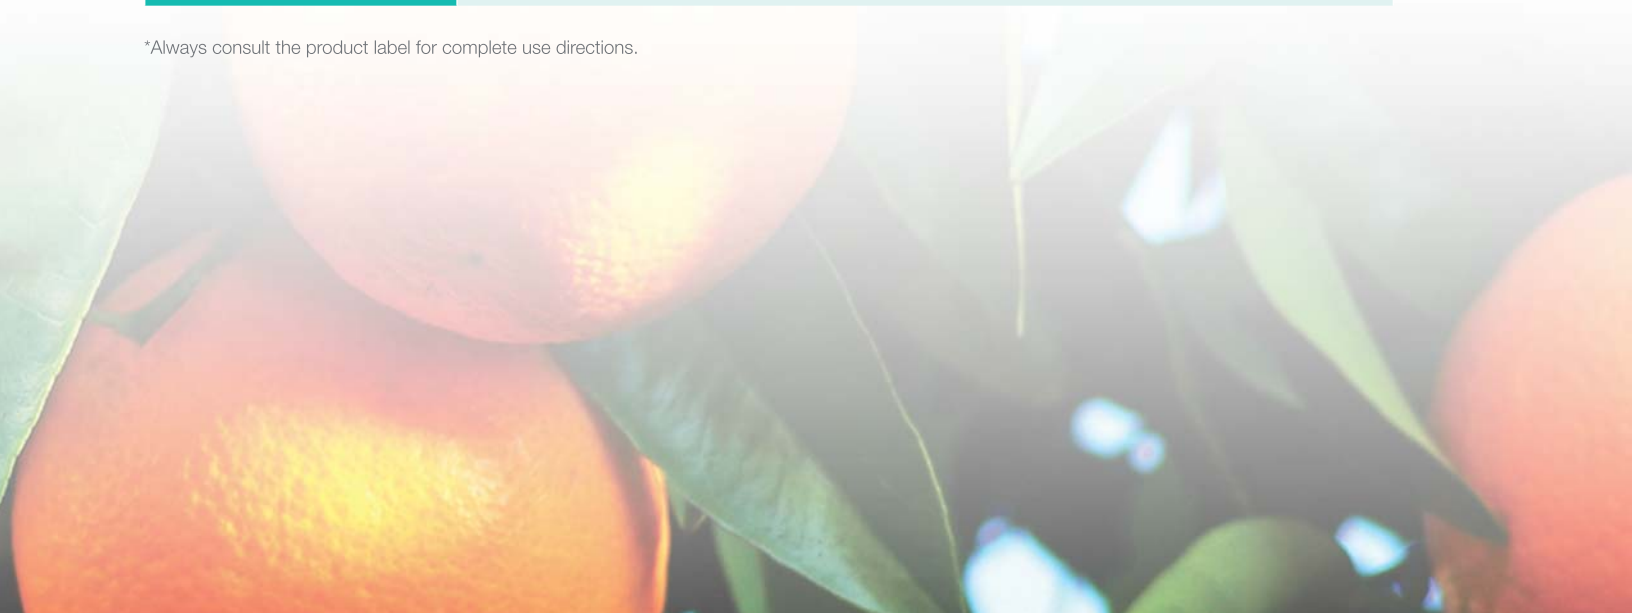 *Always consult the product label for complete use directions.